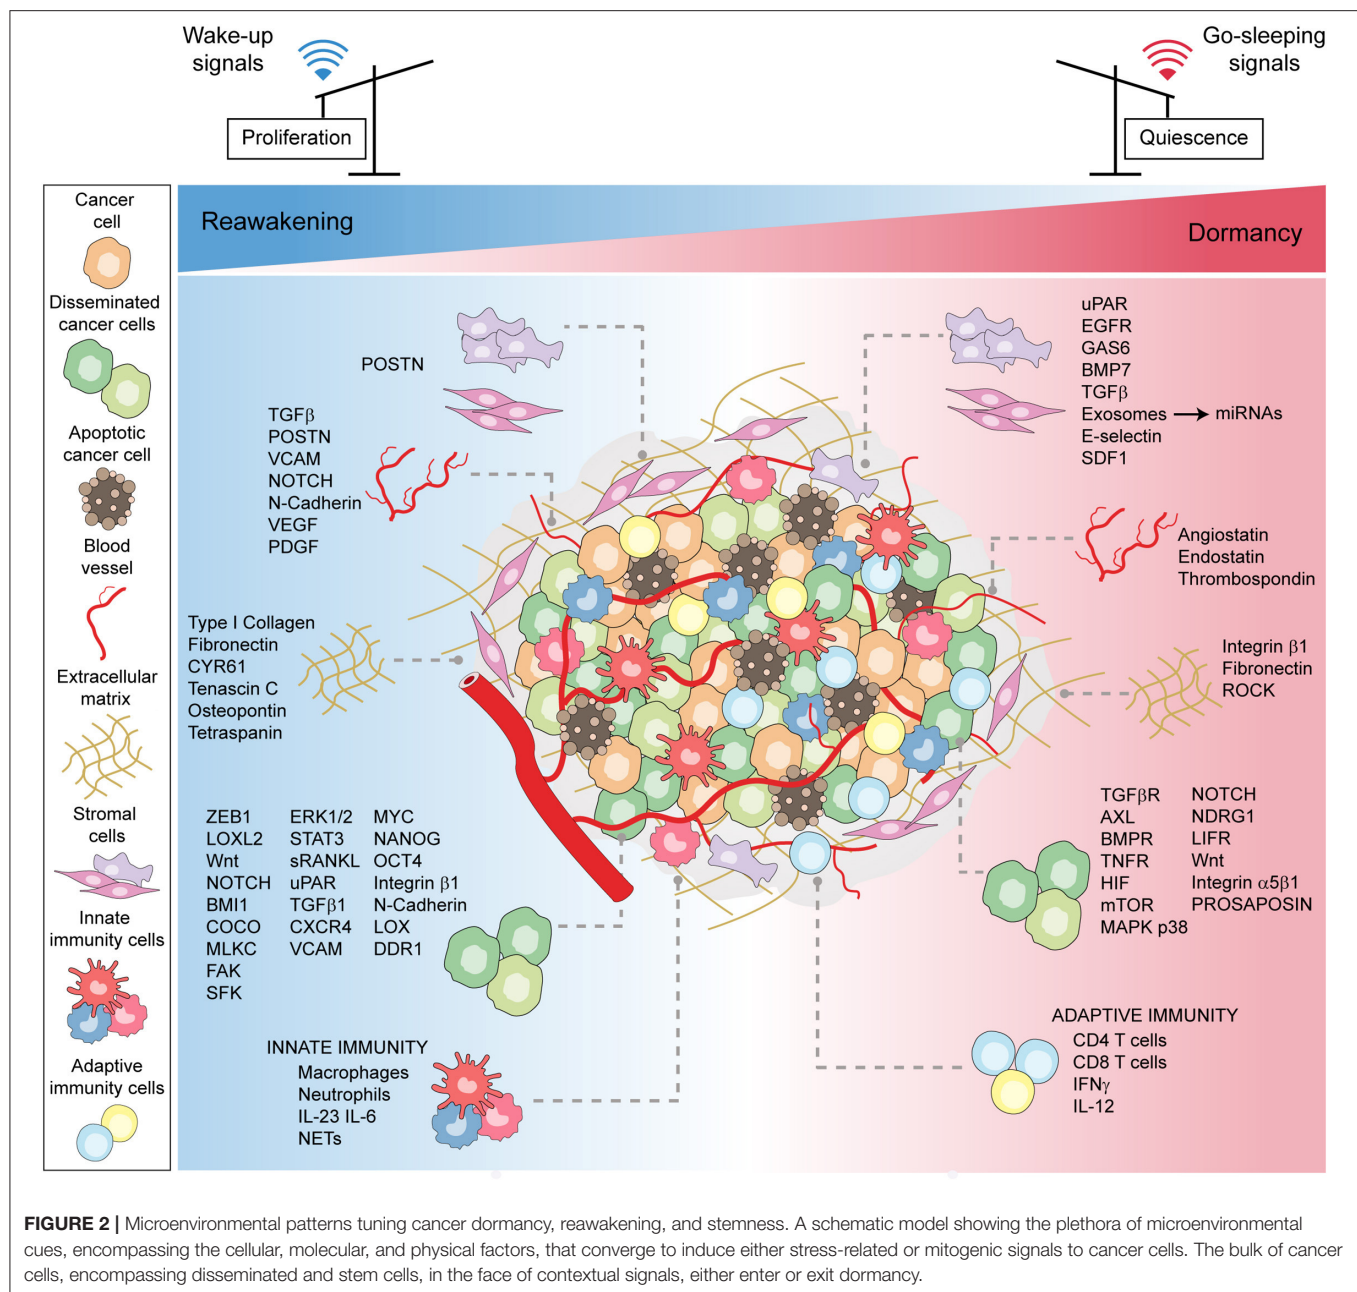 Wake-up
signals
Go-sleeping
signals
Proliferation
Quiescence
Reawakening
Dormancy
Cancer
cell
Disseminated
cancer cells
Apoptotic
cancer cell
Blood
vessel
Extracellular
matrix
Stromal
cells
Innate
immunity cells
Adaptive
immunity cells
POSTN
TGFβ
POSTN
VCAM
NOTCH
N-Cadherin
VEGF
PDGF
Type I Collagen
Fibronectin
CYR61
Tenascin C
Osteopontin
Tetraspanin
ZEB1
LOXL2
Wnt
NOTCH
BMI1
COCO
MLKC
FAK
SFK
ERK1/2
STAT3
sRANKL
uPAR
TGFβ1
CXCR4
VCAM
MYC
NANOG
OCT4
Integrin β1
N-Cadherin
LOX
DDR1
INNATE IMMUNITY
Macrophages
Neutrophils
IL-23 IL-6
NETs
uPAR
EGFR
GAS6
BMP7
TGFβ
Exosomes → miRNAs
E-selectin
SDF1
Angiostatin
Endostatin
Thrombospondin
Integrin β1
Fibronectin
ROCK
TGFβR
AXL
BMPR
TNFR
HIF
mTOR
MAPK p38
NOTCH
NDRG1
LIFR
Wnt
Integrin α5β1
PROSAPOSIN
ADAPTIVE IMMUNITY
CD4 T cells
CD8 T cells
IFNγ
IL-12
FIGURE 2 | Microenvironmental patterns tuning cancer dormancy, reawakening, and stemness. A schematic model showing the plethora of microenvironmental
cues, encompassing the cellular, molecular, and physical factors, that converge to induce either stress-related or mitogenic signals to cancer cells. The bulk of cancer
cells, encompassing disseminated and stem cells, in the face of contextual signals, either enter or exit dormancy.